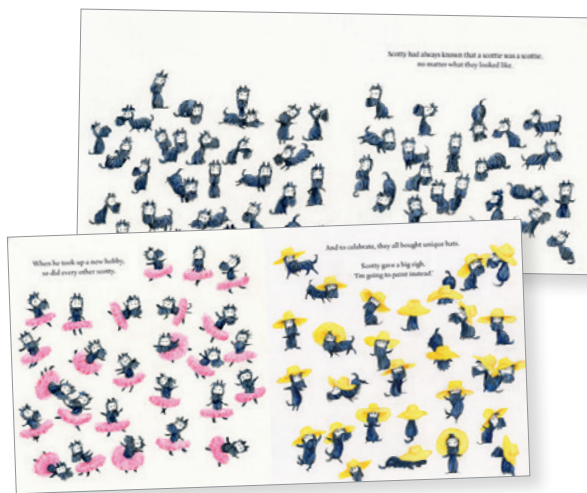 Scotty had always known that a scottie was a scottie,
no matter what they looked like.
When he took up a new hobby,
so did every other scotty.
And to celebrate, they all bought unique hats.
Scotty gave a big sigh.
'I'm going to paint instead.'